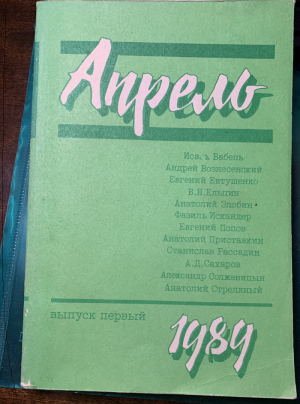 Апрель
Исаакъ Бабель
Андрей Вознесенский
Евгений Евтушенко
Б.Н.Ельцин
Анатолий Злобин
Фазиль Искандер
Евгений Попов
Анатолий Приставкин
Станислав Рассадин
А.Д.Сахаров
Александр Солженицын
Анатолий Стреляный
выпуск первый
1989